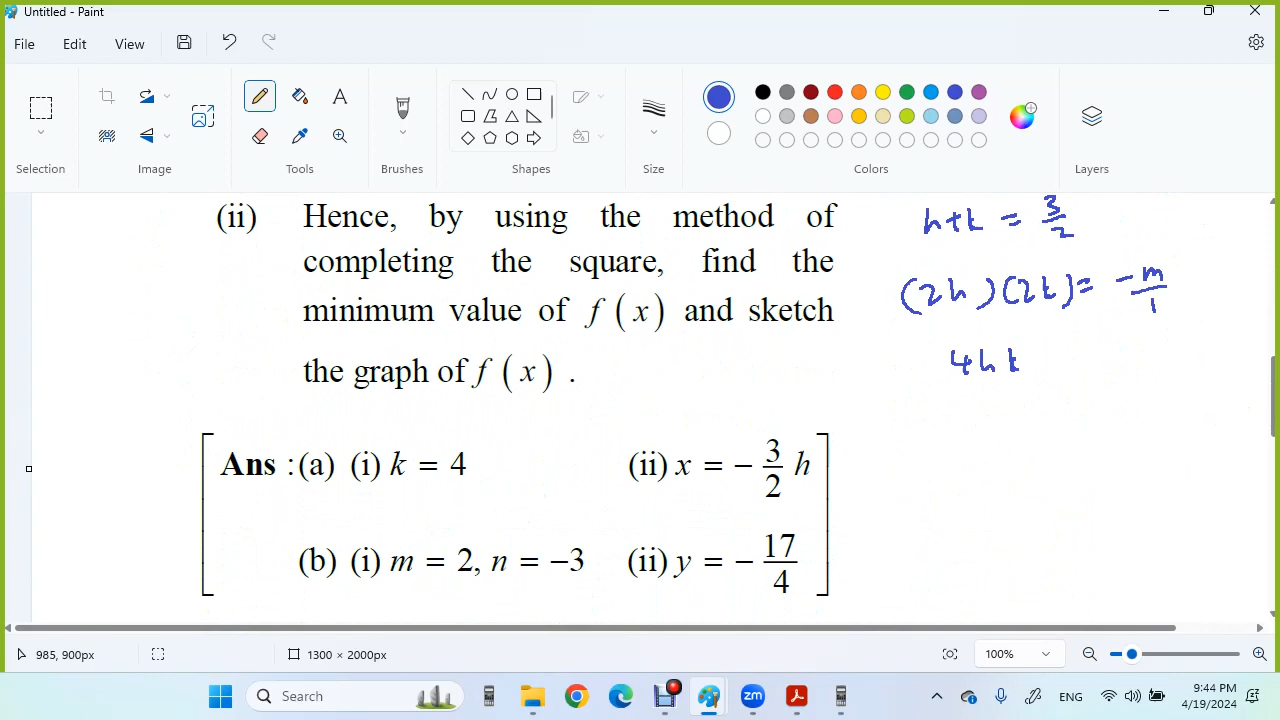 Untitled - Paint
File Edit View
Selection Image Tools Brushes Shapes Size Colors Layers
(ii) Hence, by using the method of
completing the square, find the
minimum value of f (x) and sketch
the graph of f (x) .
h+k = 3/2
(2h)(2k) = -m/1
4hk
Ans : (a) (i) k = 4 (ii) x = - 3/2 h
(b) (i) m = 2, n = -3 (ii) y = - 17/4
985, 900px 1300 × 2000px 100%
Search ENG 9:44 PM
4/19/2024